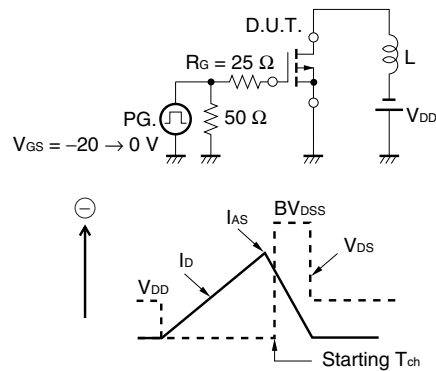 D.U.T.
RG = 25 Ω
L
PG.
50 Ω
VDD
VGS = −20 → 0 V
−
IAS
BVDSS
ID
VDS
VDD
Starting Tch